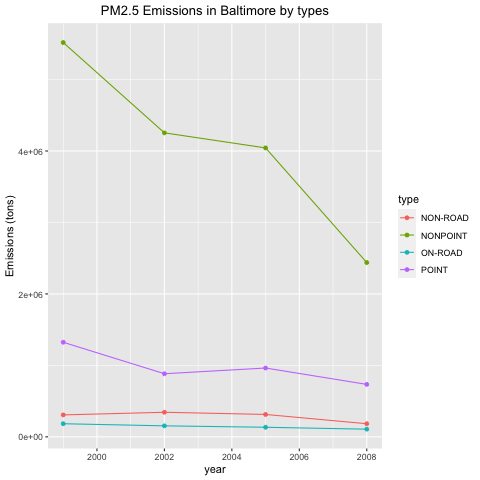 PM2.5 Emissions in Baltimore by types
Emissions (tons)
4e+06
2e+06
0e+00
2000 2002 2004 2006 2008
year
type
NON-ROAD
NONPOINT
ON-ROAD
POINT